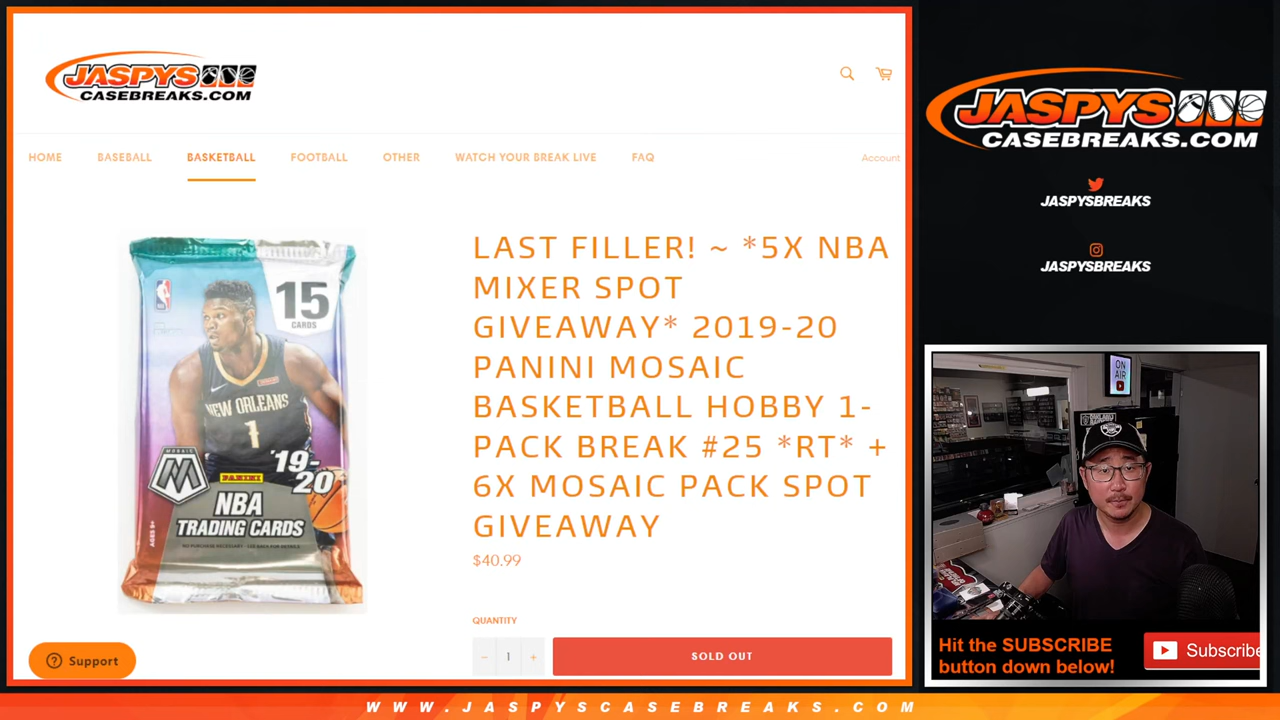 JASPYS
CASEBREAKS.COM
HOME
BASEBALL
BASKETBALL
FOOTBALL
OTHER
WATCH YOUR BREAK LIVE
FAQ
Account
15
CARDS
NBA
NEW ORLEANS
1
MOSAIC
PANINI
'19-
20
NBA
TRADING CARDS
LAST FILLER! ~ *5X NBA
MIXER SPOT
GIVEAWAY* 2019-20
PANINI MOSAIC
BASKETBALL HOBBY 1-
PACK BREAK #25 *RT* +
6X MOSAIC PACK SPOT
GIVEAWAY
$40.99
QUANTITY
− 1 +
SOLD OUT
Support
JASPYS
CASEBREAKS.COM
JASPYSBREAKS
JASPYSBREAKS
ON
AIR
Hit the SUBSCRIBE
button down below!
Subscribe
WWW.JASPYSCASEBREAKS.COM